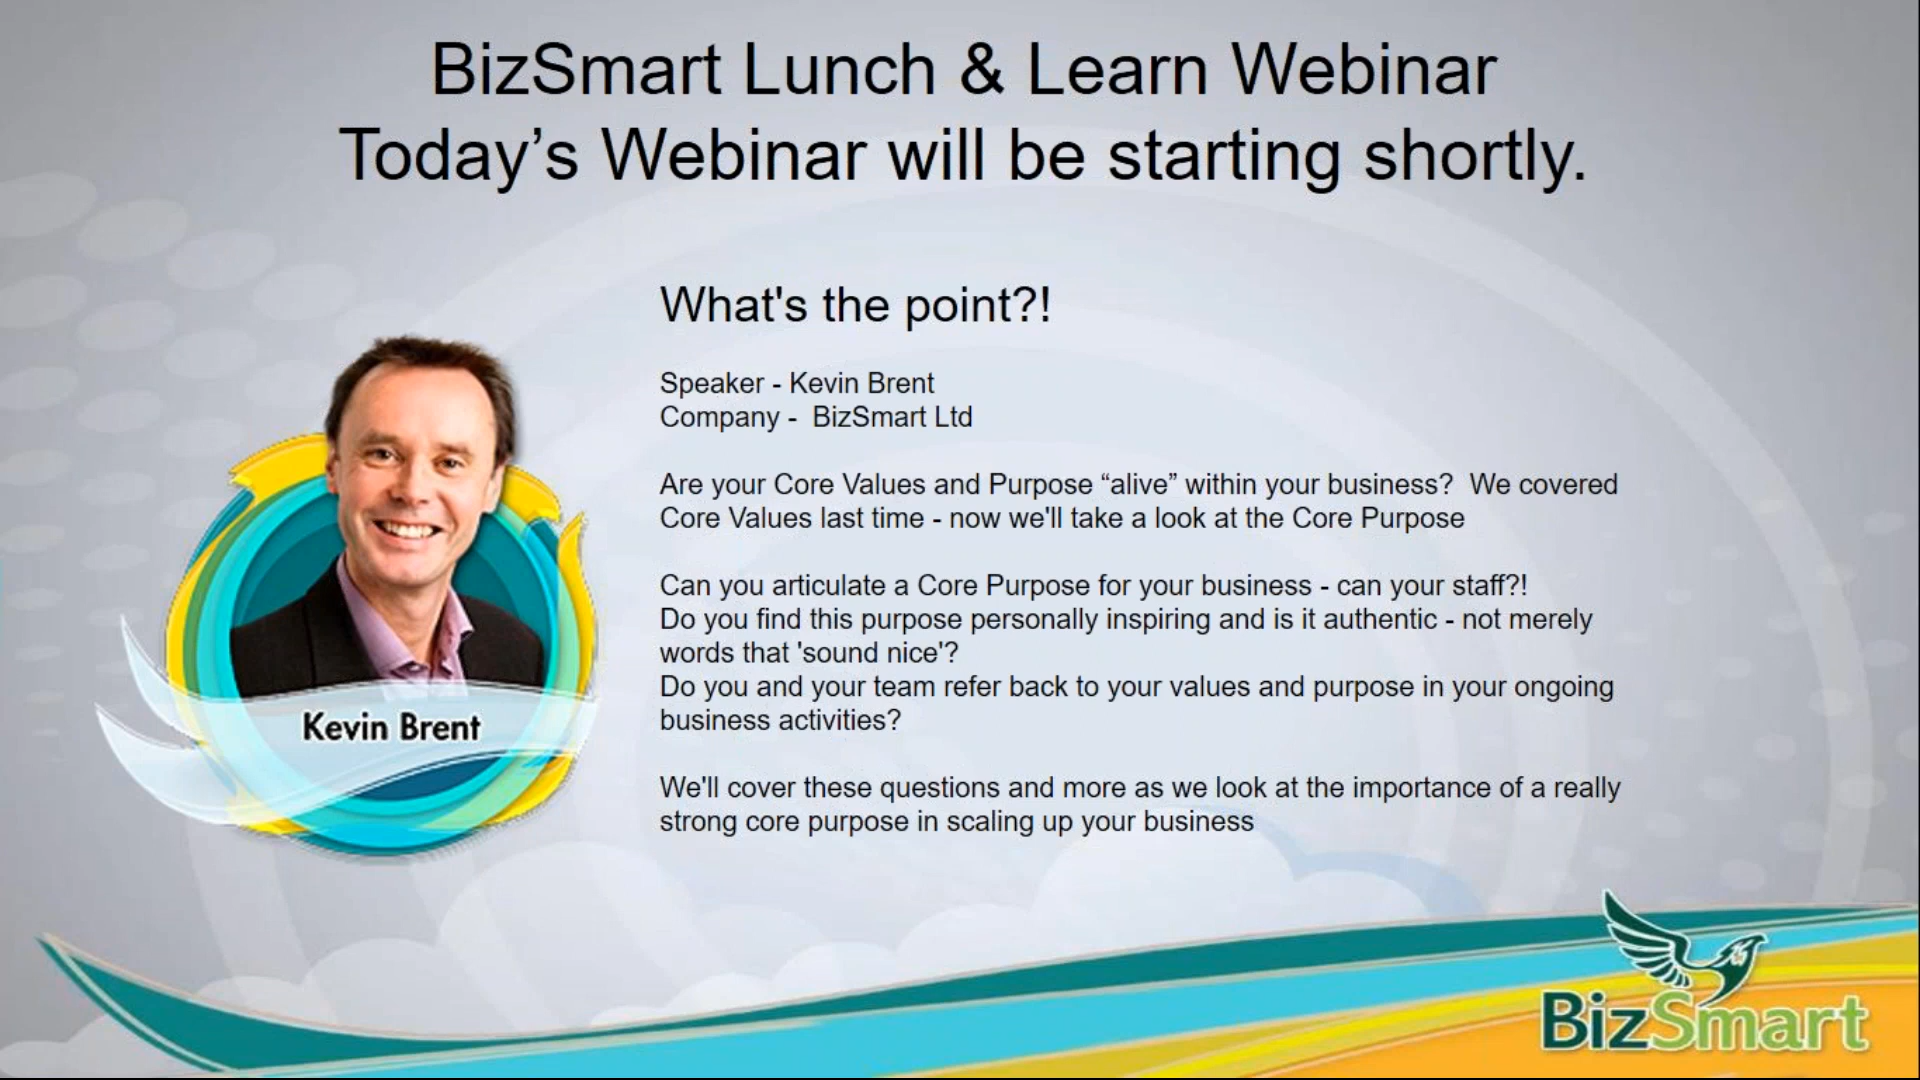 BizSmart Lunch & Learn Webinar
Today’s Webinar will be starting shortly.
What's the point?!
Speaker - Kevin Brent
Company -  BizSmart Ltd
Are your Core Values and Purpose “alive” within your business?  We covered
Core Values last time - now we'll take a look at the Core Purpose
Can you articulate a Core Purpose for your business - can your staff?!
Do you find this purpose personally inspiring and is it authentic - not merely
words that 'sound nice'?
Do you and your team refer back to your values and purpose in your ongoing
business activities?
We'll cover these questions and more as we look at the importance of a really
strong core purpose in scaling up your business
Kevin Brent
BizSmart